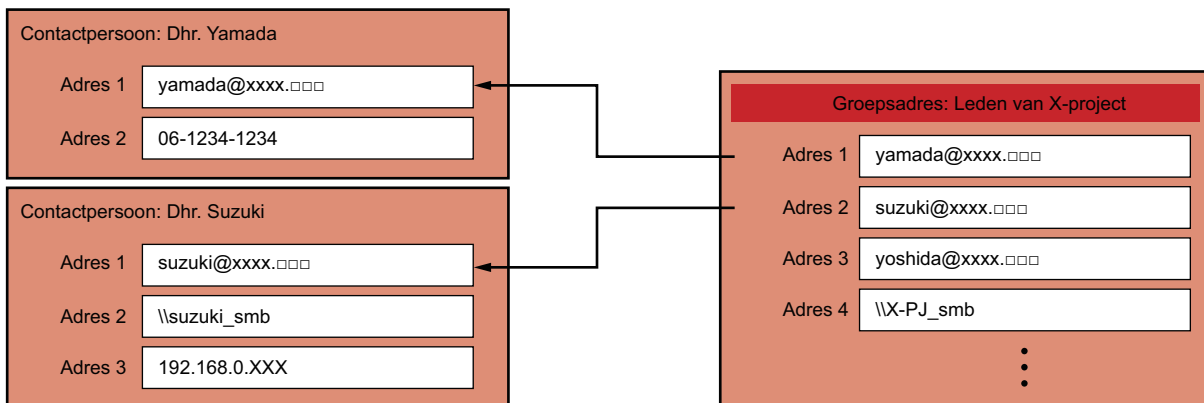 Contactpersoon: Dhr. Yamada
Adres 1 yamada@xxxx.□□□
Adres 2 06-1234-1234
Contactpersoon: Dhr. Suzuki
Adres 1 suzuki@xxxx.□□□
Adres 2 \\suzuki_smb
Adres 3 192.168.0.XXX
Groepsadres: Leden van X-project
Adres 1 yamada@xxxx.□□□
Adres 2 suzuki@xxxx.□□□
Adres 3 yoshida@xxxx.□□□
Adres 4 \\X-PJ_smb